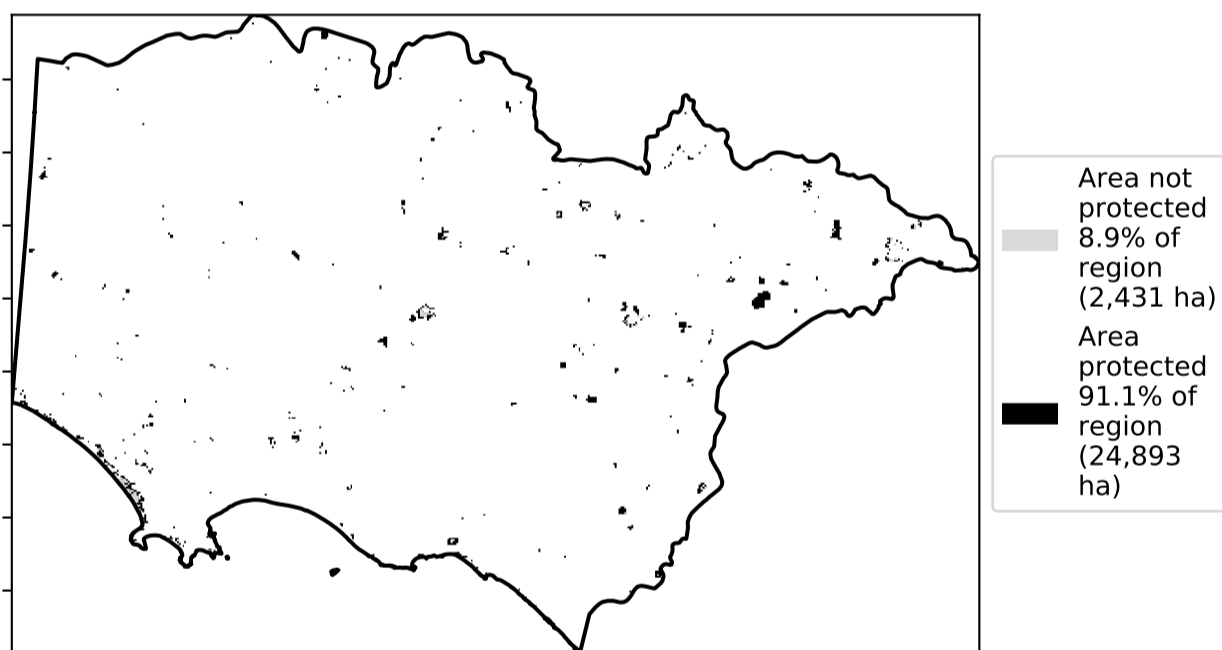 Area not
protected
8.9% of
region
(2,431 ha)
Area
protected
91.1% of
region
(24,893
ha)